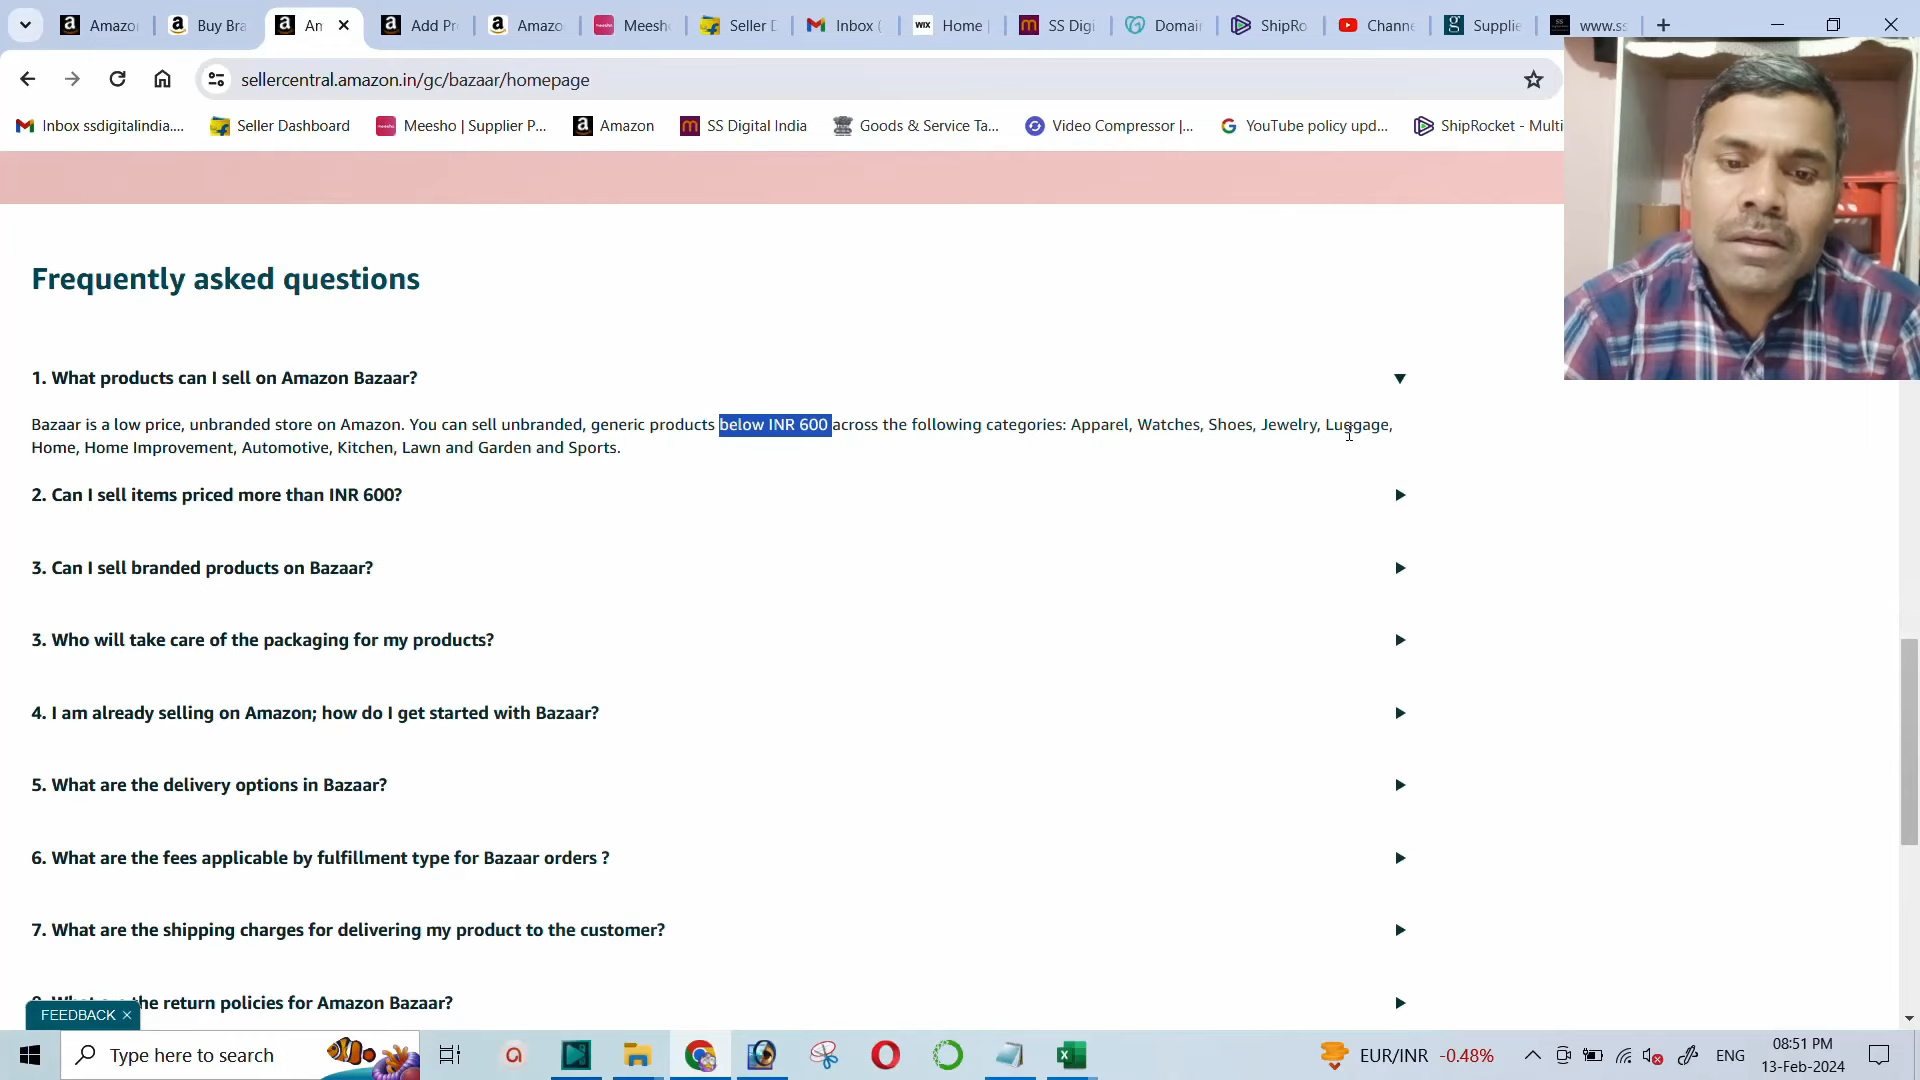 Amazo
Buy Bra
Am
Add Pr
Amazo
Meesh
Seller D
Inbox (
WIX
Home
SS Digi
Domai
ShipRo
Chann
Supplie
www.ss
sellercentral.amazon.in/gc/bazaar/homepage
Inbox ssdigitalindia....
Seller Dashboard
Meesho | Supplier P...
Amazon
SS Digital India
Goods & Service Ta...
Video Compressor |...
YouTube policy upd...
ShipRocket - Multi
Frequently asked questions
1. What products can I sell on Amazon Bazaar?
Bazaar is a low price, unbranded store on Amazon. You can sell unbranded, generic products below INR 600 across the following categories: Apparel, Watches, Shoes, Jewelry, Luggage,
Home, Home Improvement, Automotive, Kitchen, Lawn and Garden and Sports.
2. Can I sell items priced more than INR 600?
3. Can I sell branded products on Bazaar?
3. Who will take care of the packaging for my products?
4. I am already selling on Amazon; how do I get started with Bazaar?
5. What are the delivery options in Bazaar?
6. What are the fees applicable by fulfillment type for Bazaar orders ?
7. What are the shipping charges for delivering my product to the customer?
the return policies for Amazon Bazaar?
FEEDBACK ×
Type here to search
EUR/INR -0.48%
ENG
08:51 PM
13-Feb-2024